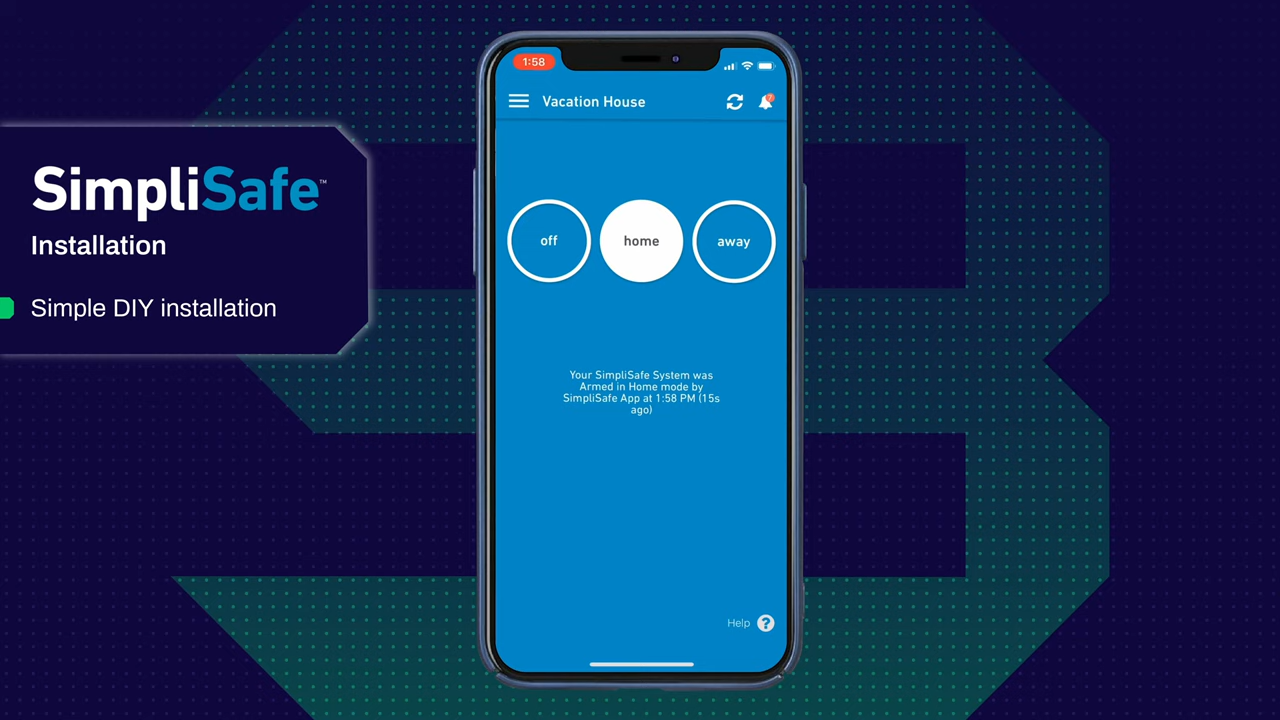 SimpliSafe™
Installation
Simple DIY installation
1:58
Vacation House
off
home
away
Your SimpliSafe System was
Armed in Home mode by
SimpliSafe App at 1:58 PM (15s
ago)
Help ?